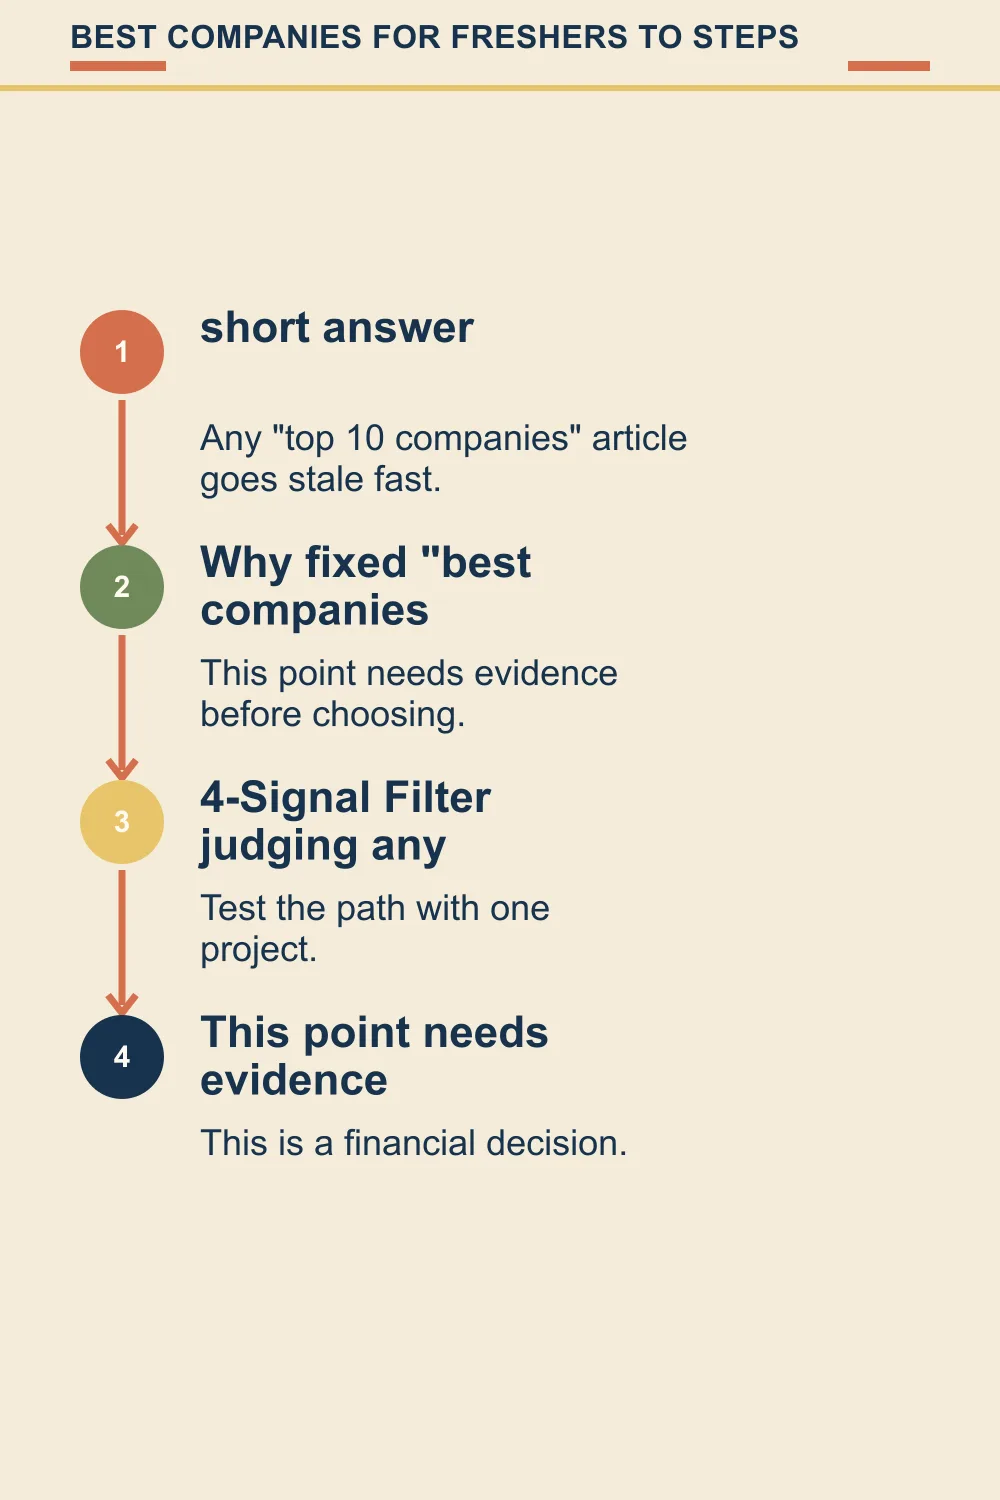 BEST COMPANIES FOR FRESHERS TO STEPS
1
short answer
Any "top 10 companies" article
goes stale fast.
2
Why fixed "best
companies
This point needs evidence
before choosing.
3
4-Signal Filter
judging any
Test the path with one
project.
4
This point needs
evidence
This is a financial decision.